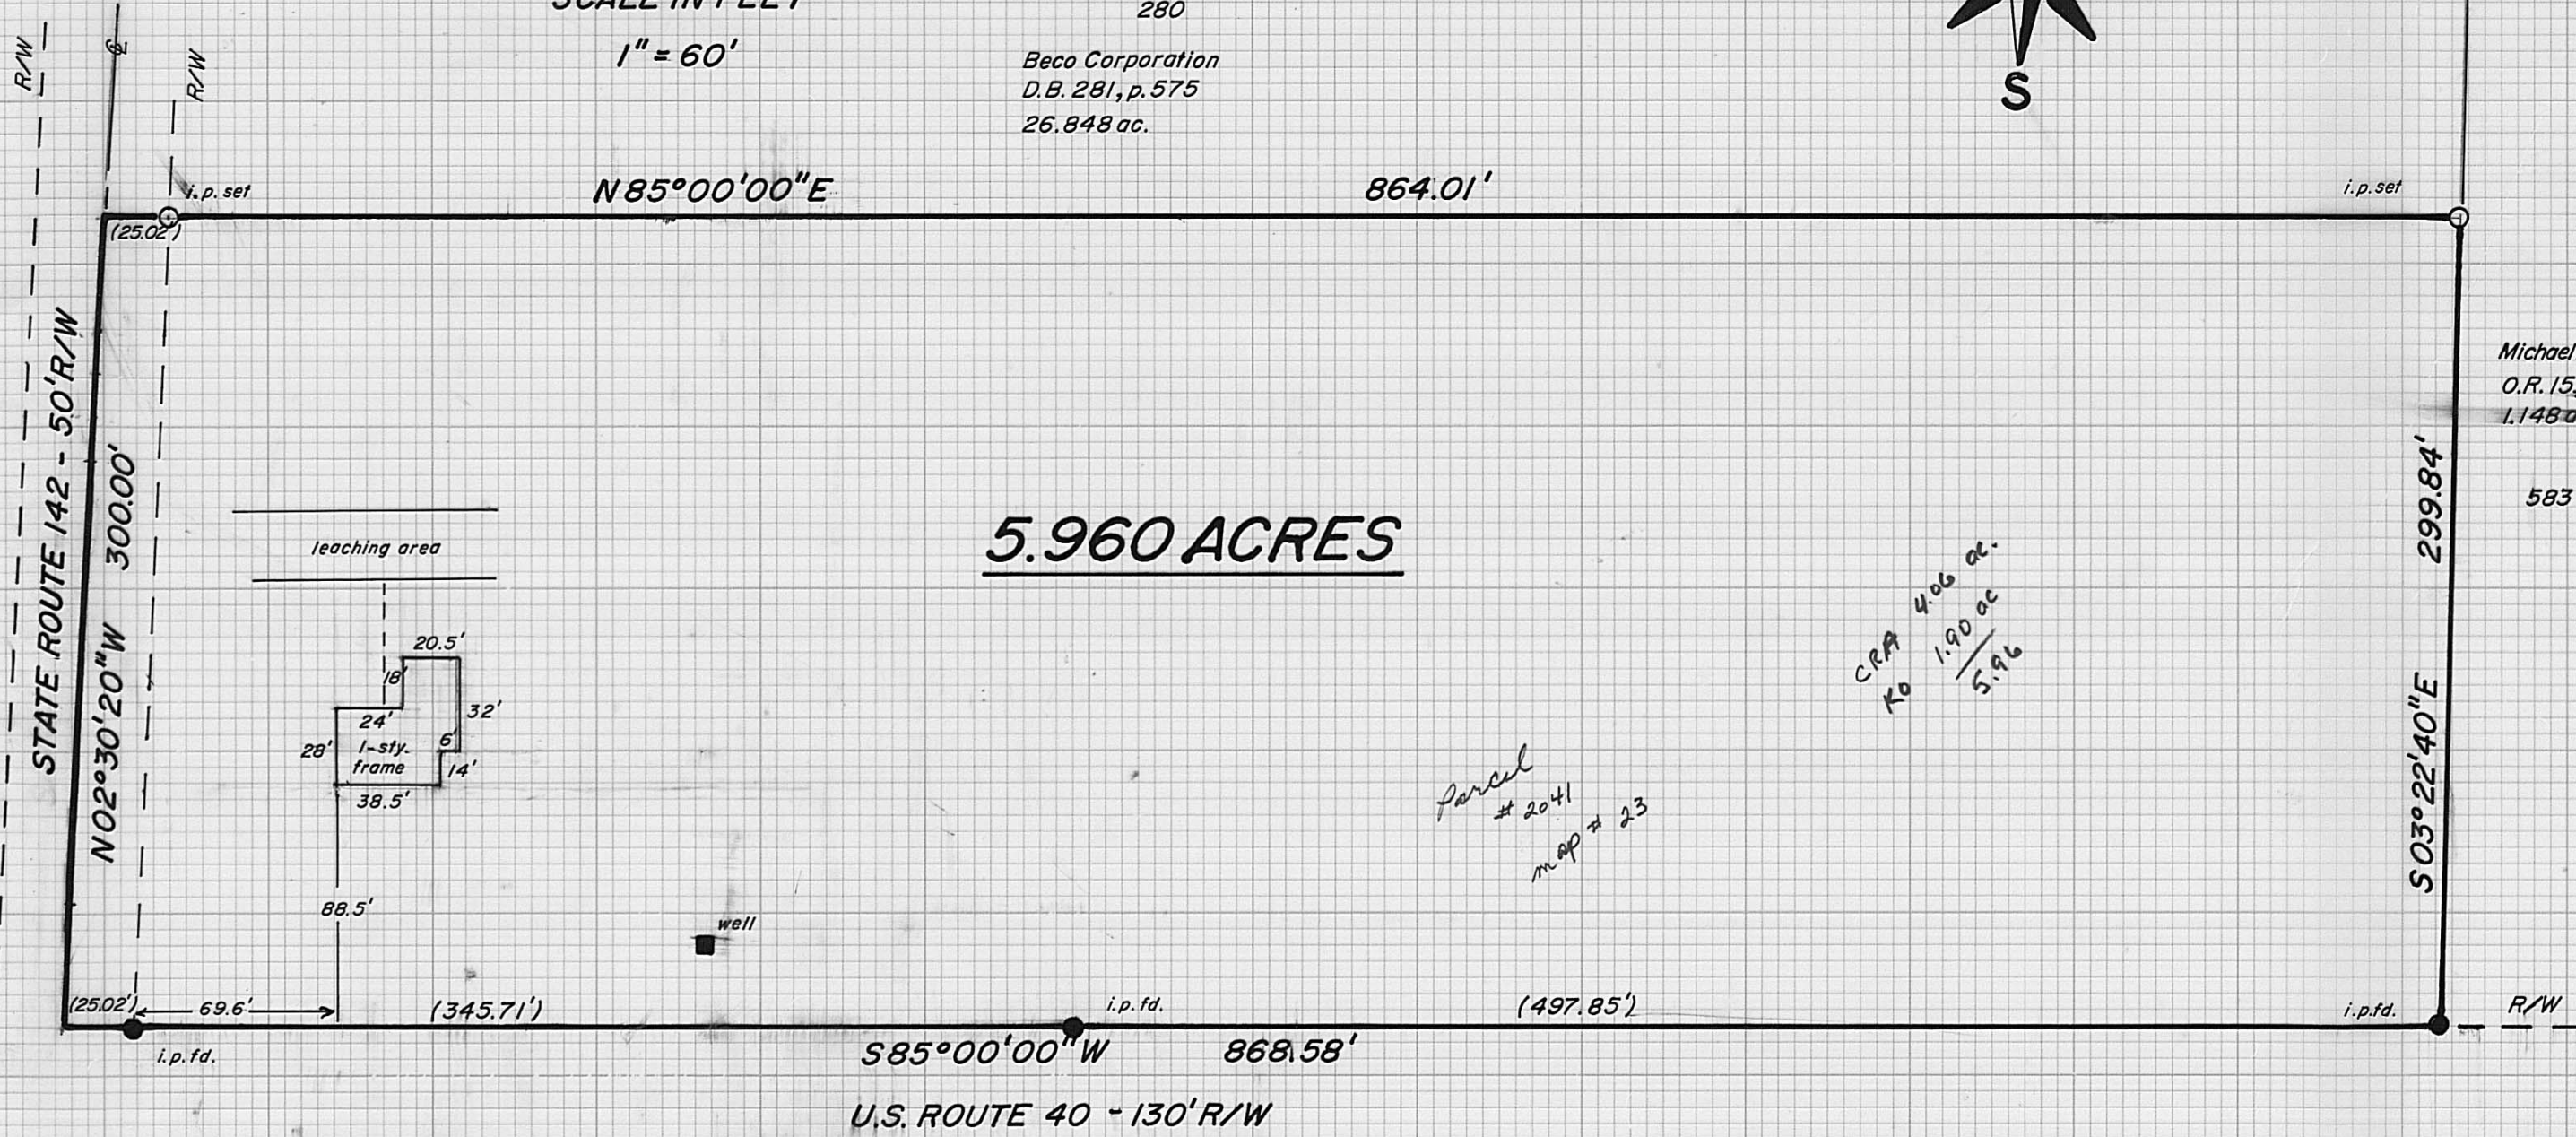 SCALE IN FEET
1" = 60'
280
Beco Corporation
D.B. 281, p. 575
26.848 ac.
S
R/W
℄
R/W
i.p. set
N 85° 00' 00" E
864.01'
i.p. set
(25.02')
STATE ROUTE 142 - 50' R/W
N 02° 30' 20" W 300.00'
leaching area
20.5'
18'
24'
32'
6'
28'
1-sty.
frame
14'
38.5'
88.5'
well
5.960 ACRES
CRA 4.06 ac.
Ko 1.90 ac
5.96
Parcel
# 2041
map # 23
S 03° 22' 40" E 299.84'
Michael
O.R. 15,
1.148 a
583
(25.02')
69.6'
(345.71')
i.p. fd.
(497.85')
i.p. fd.
R/W
i.p. fd.
S 85° 00' 00" W 868.58'
U.S. ROUTE 40 - 130' R/W